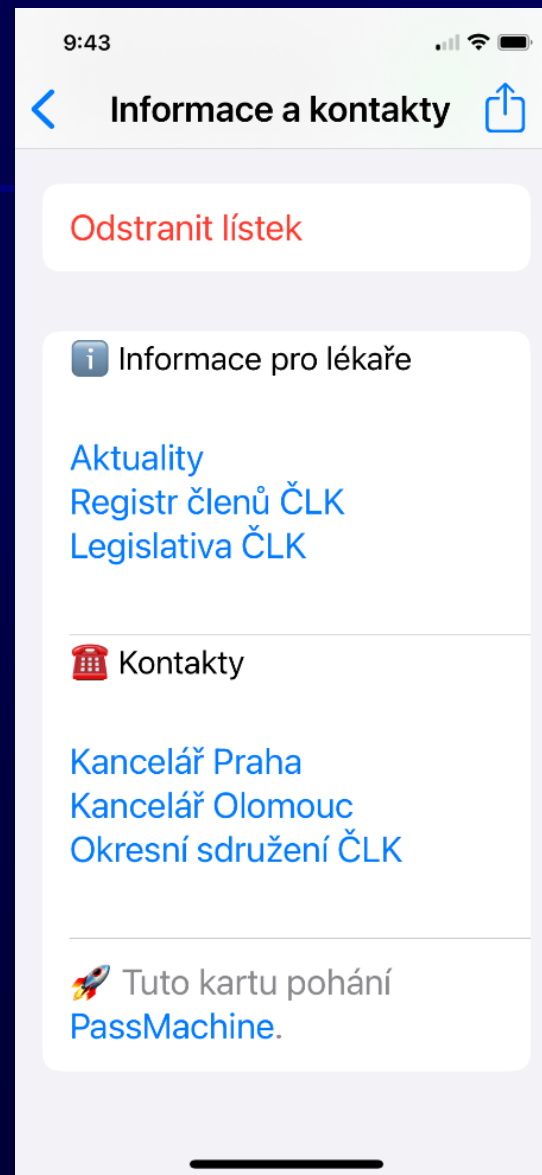 9:43
Informace a kontakty
Odstranit lístek
ℹ️ Informace pro lékaře
Aktuality
Registr členů ČLK
Legislativa ČLK
☎️ Kontakty
Kancelář Praha
Kancelář Olomouc
Okresní sdružení ČLK
🚀 Tuto kartu pohání
PassMachine.